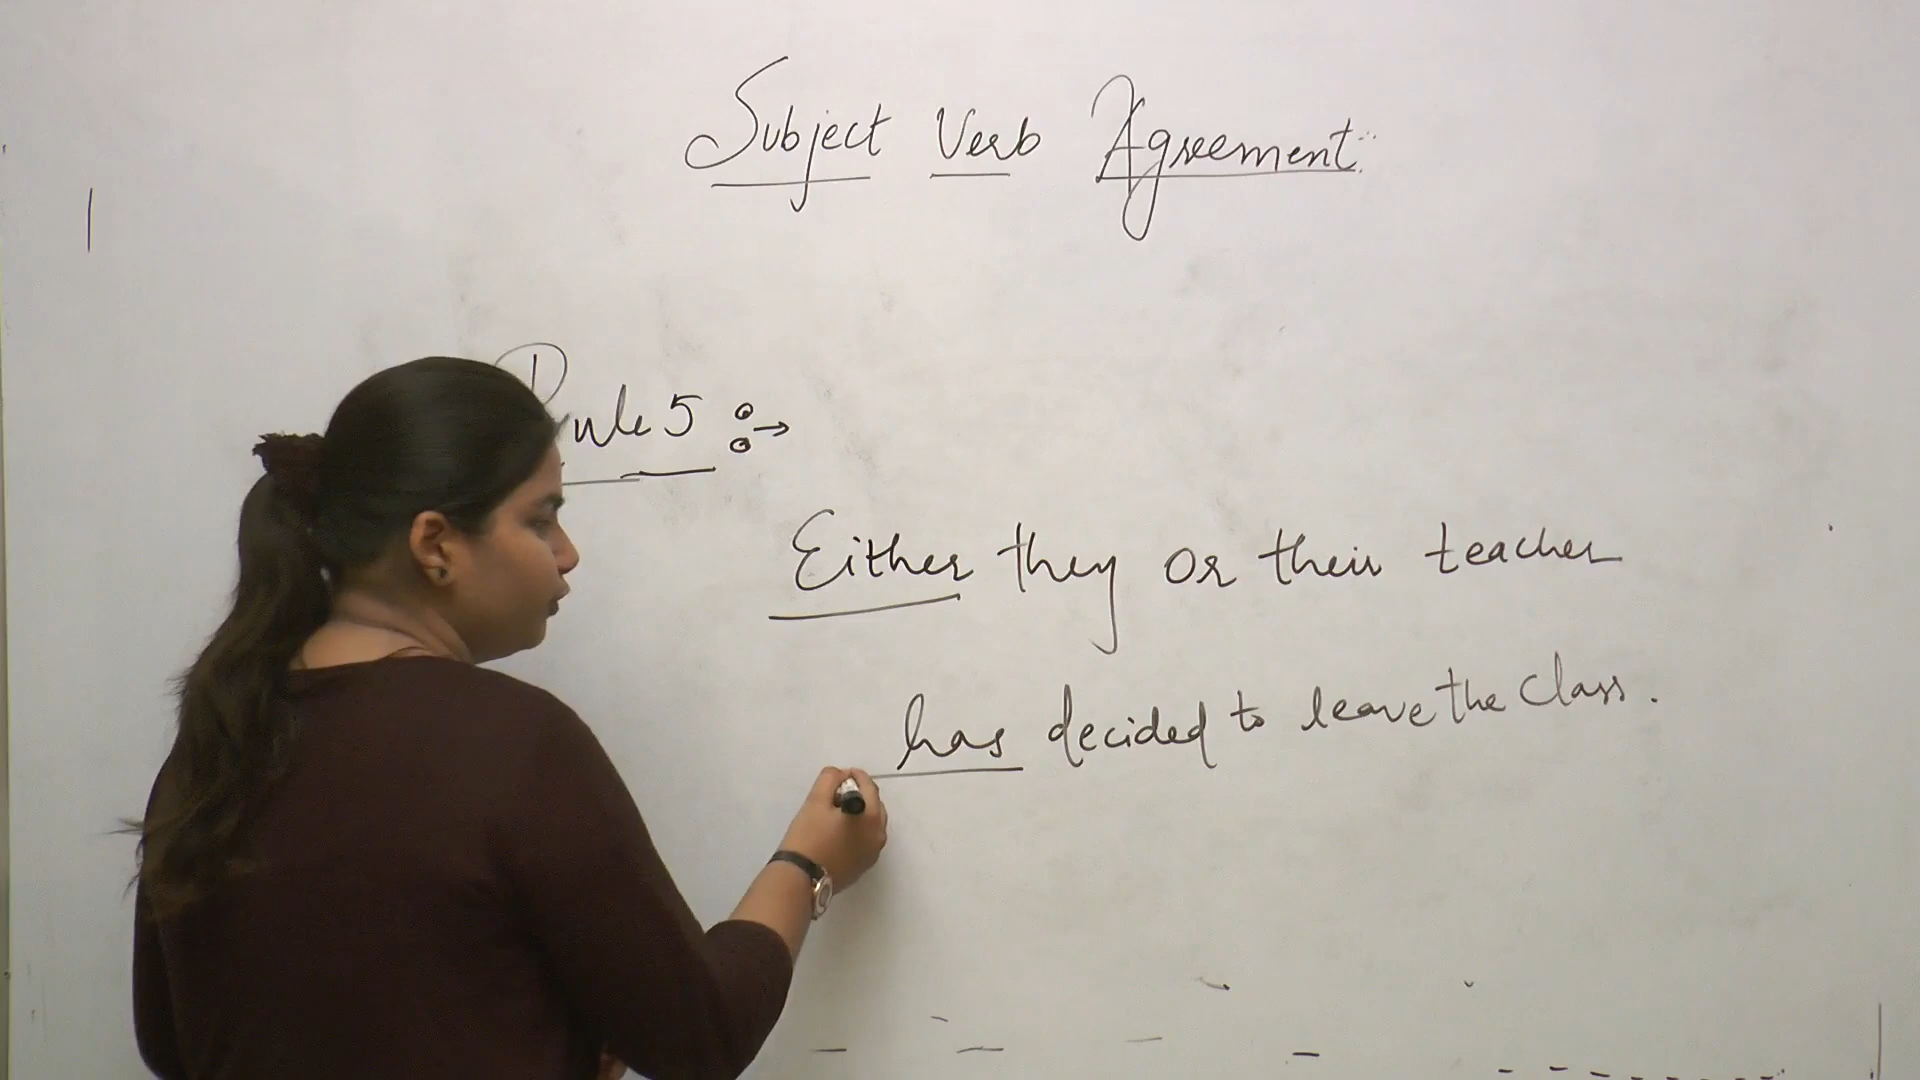 Subject Verb Agreement
Rule 5 :→
Either they or their teacher
has decided to leave the class.